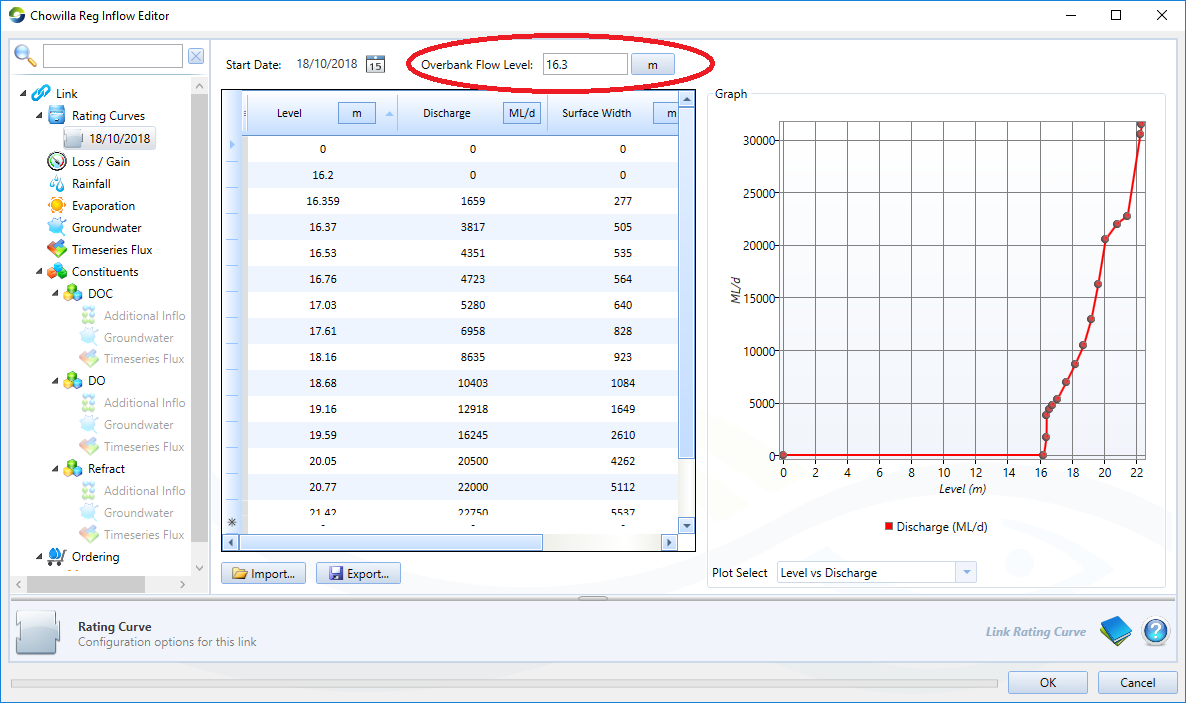 Chowilla Reg Inflow Editor
Start Date: 18/10/2018 15 Overbank Flow Level: 16.3 m
Link
Rating Curves
18/10/2018
Loss / Gain
Rainfall
Evaporation
Groundwater
Timeseries Flux
Constituents
DOC
Additional Inflo
Groundwater
Timeseries Flux
DO
Additional Inflo
Groundwater
Timeseries Flux
Refract
Additional Inflo
Groundwater
Timeseries Flux
Ordering
Level m Discharge ML/d Surface Width m
0 0 0
16.2 0 0
16.359 1659 277
16.37 3817 505
16.53 4351 535
16.76 4723 564
17.03 5280 640
17.61 6958 828
18.16 8635 923
18.68 10403 1084
19.16 12918 1649
19.59 16245 2610
20.05 20500 4262
20.77 22000 5112
21.42 22750 5537
* - - -
Import... Export...
Graph
30000
25000
20000
15000
10000
5000
0
ML/d
0 2 4 6 8 10 12 14 16 18 20 22
Level (m)
Discharge (ML/d)
Plot Select Level vs Discharge
Rating Curve
Configuration options for this link
Link Rating Curve ?
OK Cancel